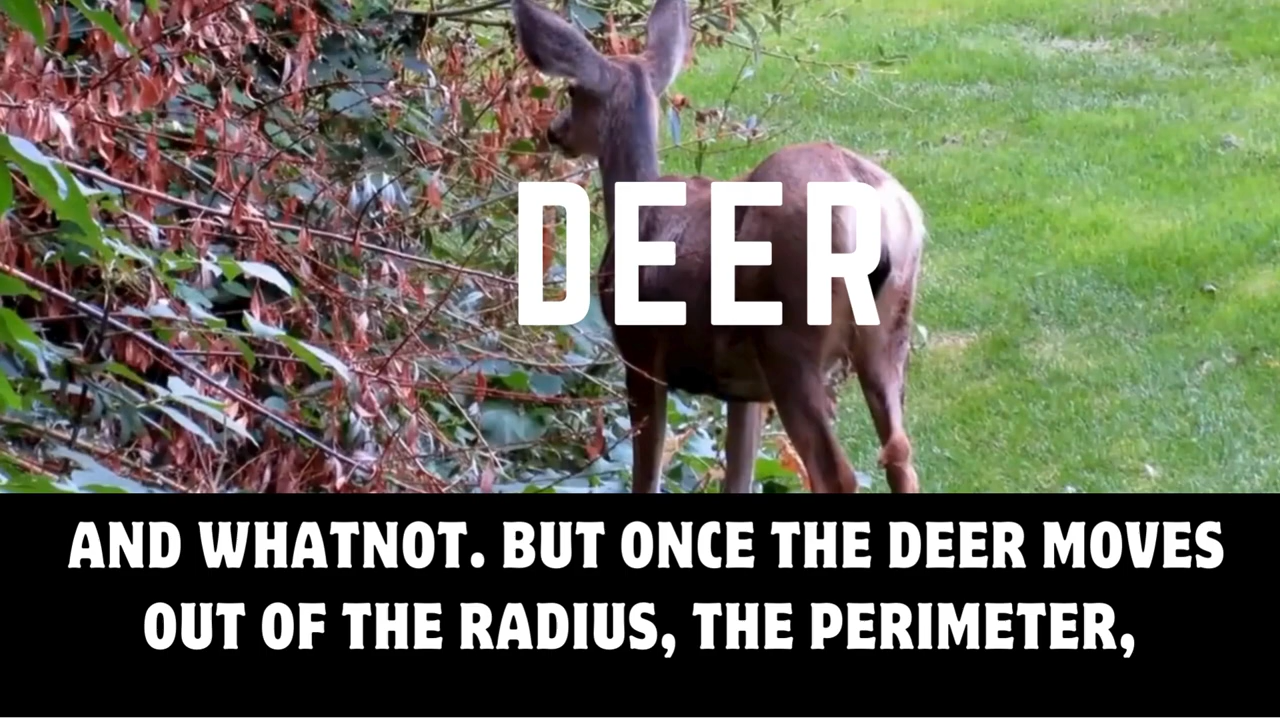 DEER
AND WHATNOT. BUT ONCE THE DEER MOVES
OUT OF THE RADIUS, THE PERIMETER,